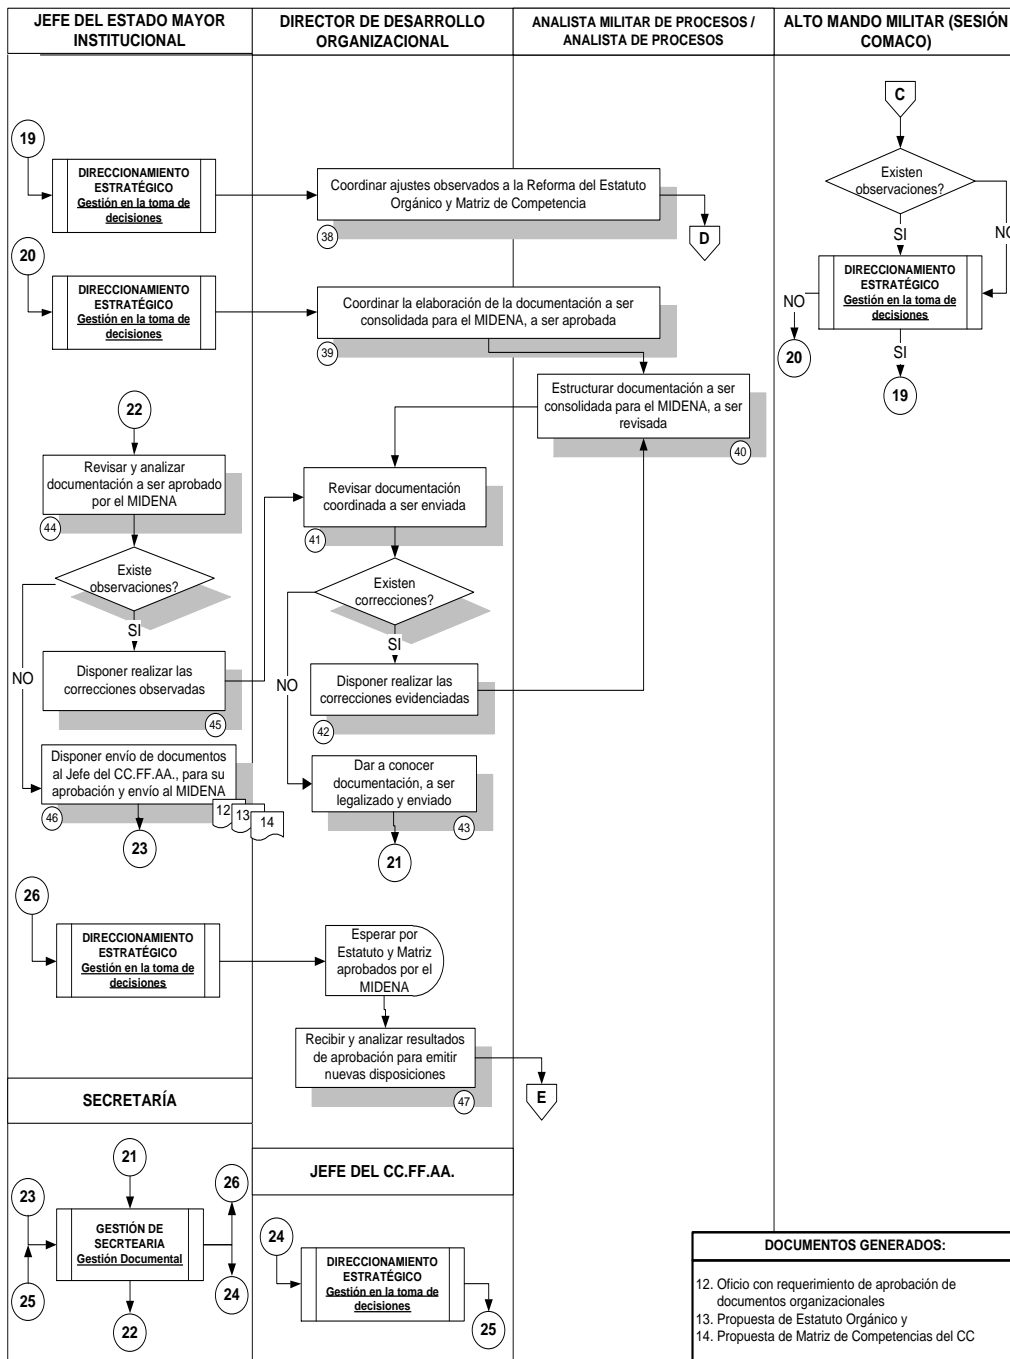 JEFE DEL ESTADO MAYOR
INSTITUCIONAL
DIRECTOR DE DESARROLLO
ORGANIZACIONAL
ANALISTA MILITAR DE PROCESOS /
ANALISTA DE PROCESOS
ALTO MANDO MILITAR (SESIÓN
COMACO)
C
Existen
observaciones?
SI
NO
DIRECCIONAMIENTO
ESTRATÉGICO
Gestión en la toma de
decisiones
NO
20
SI
19
19
DIRECCIONAMIENTO
ESTRATÉGICO
Gestión en la toma de
decisiones
Coordinar ajustes observados a la Reforma del Estatuto
Orgánico y Matriz de Competencia
38
D
20
DIRECCIONAMIENTO
ESTRATÉGICO
Gestión en la toma de
decisiones
Coordinar la elaboración de la documentación a ser
consolidada para el MIDENA, a ser aprobada
39
Estructurar documentación a ser
consolidada para el MIDENA, a ser
revisada
40
22
Revisar y analizar
documentación a ser aprobado
por el MIDENA
44
Existe
observaciones?
SI
NO
Disponer realizar las
correcciones observadas
45
Disponer envío de documentos
al Jefe del CC.FF.AA., para su
aprobación y envío al MIDENA
46
12
13
14
23
Revisar documentación
coordinada a ser enviada
41
Existen
correcciones?
SI
NO
Disponer realizar las
correcciones evidenciadas
42
Dar a conocer
documentación, a ser
legalizado y enviado
43
21
26
DIRECCIONAMIENTO
ESTRATÉGICO
Gestión en la toma de
decisiones
Esperar por
Estatuto y Matriz
aprobados por el
MIDENA
Recibir y analizar resultados
de aprobación para emitir
nuevas disposiciones
47
E
SECRETARÍA
21
23
26
GESTIÓN DE
SECRTEARIA
Gestión Documental
25
24
22
JEFE DEL CC.FF.AA.
24
DIRECCIONAMIENTO
ESTRATÉGICO
Gestión en la toma de
decisiones
25
DOCUMENTOS GENERADOS:
12. Oficio con requerimiento de aprobación de
documentos organizacionales
13. Propuesta de Estatuto Orgánico y
14. Propuesta de Matriz de Competencias del CC